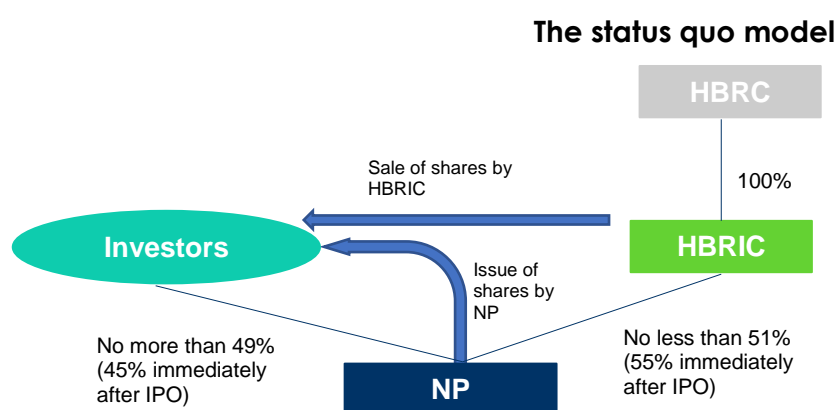 The status quo model
HBRC
Sale of shares by
HBRIC
100%
Investors
HBRIC
Issue of
shares by
NP
No more than 49%
(45% immediately
after IPO)
NP
No less than 51%
(55% immediately
after IPO)